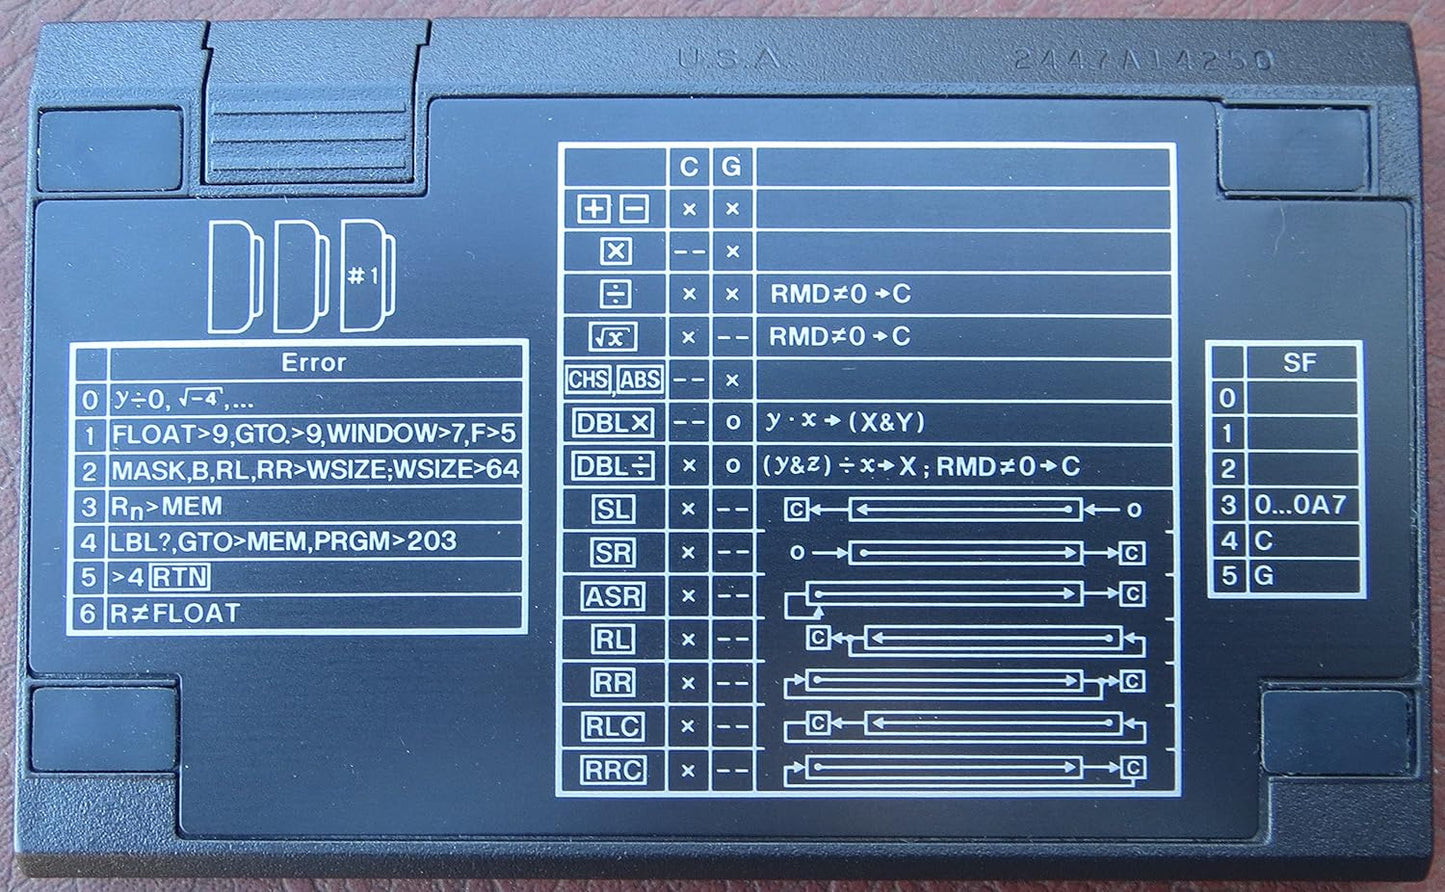 U.S.A. 2447A14250
#1
Error
0 y÷0, √-4, ...
1 FLOAT>9,GTO.>9,WINDOW>7,F>5
2 MASK,B,RL,RR>WSIZE;WSIZE>64
3 Rn>MEM
4 LBL?,GTO>MEM,PRGM>203
5 >4 RTN
6 R≠FLOAT
C G
+ − × ×
× -- ×
÷ × × RMD≠0→C
√x × -- RMD≠0→C
CHS,ABS -- ×
DBL× -- o y·x→(X&Y)
DBL÷ × o (y&z)÷x→X;RMD≠0→C
SL × -- C ← ← ← o
SR × -- o → → → C
ASR × -- → C
RL × -- C ←
RR × -- → C
RLC × -- C ←
RRC × -- → C
SF
0
1
2
3 0...0A7
4 C
5 G